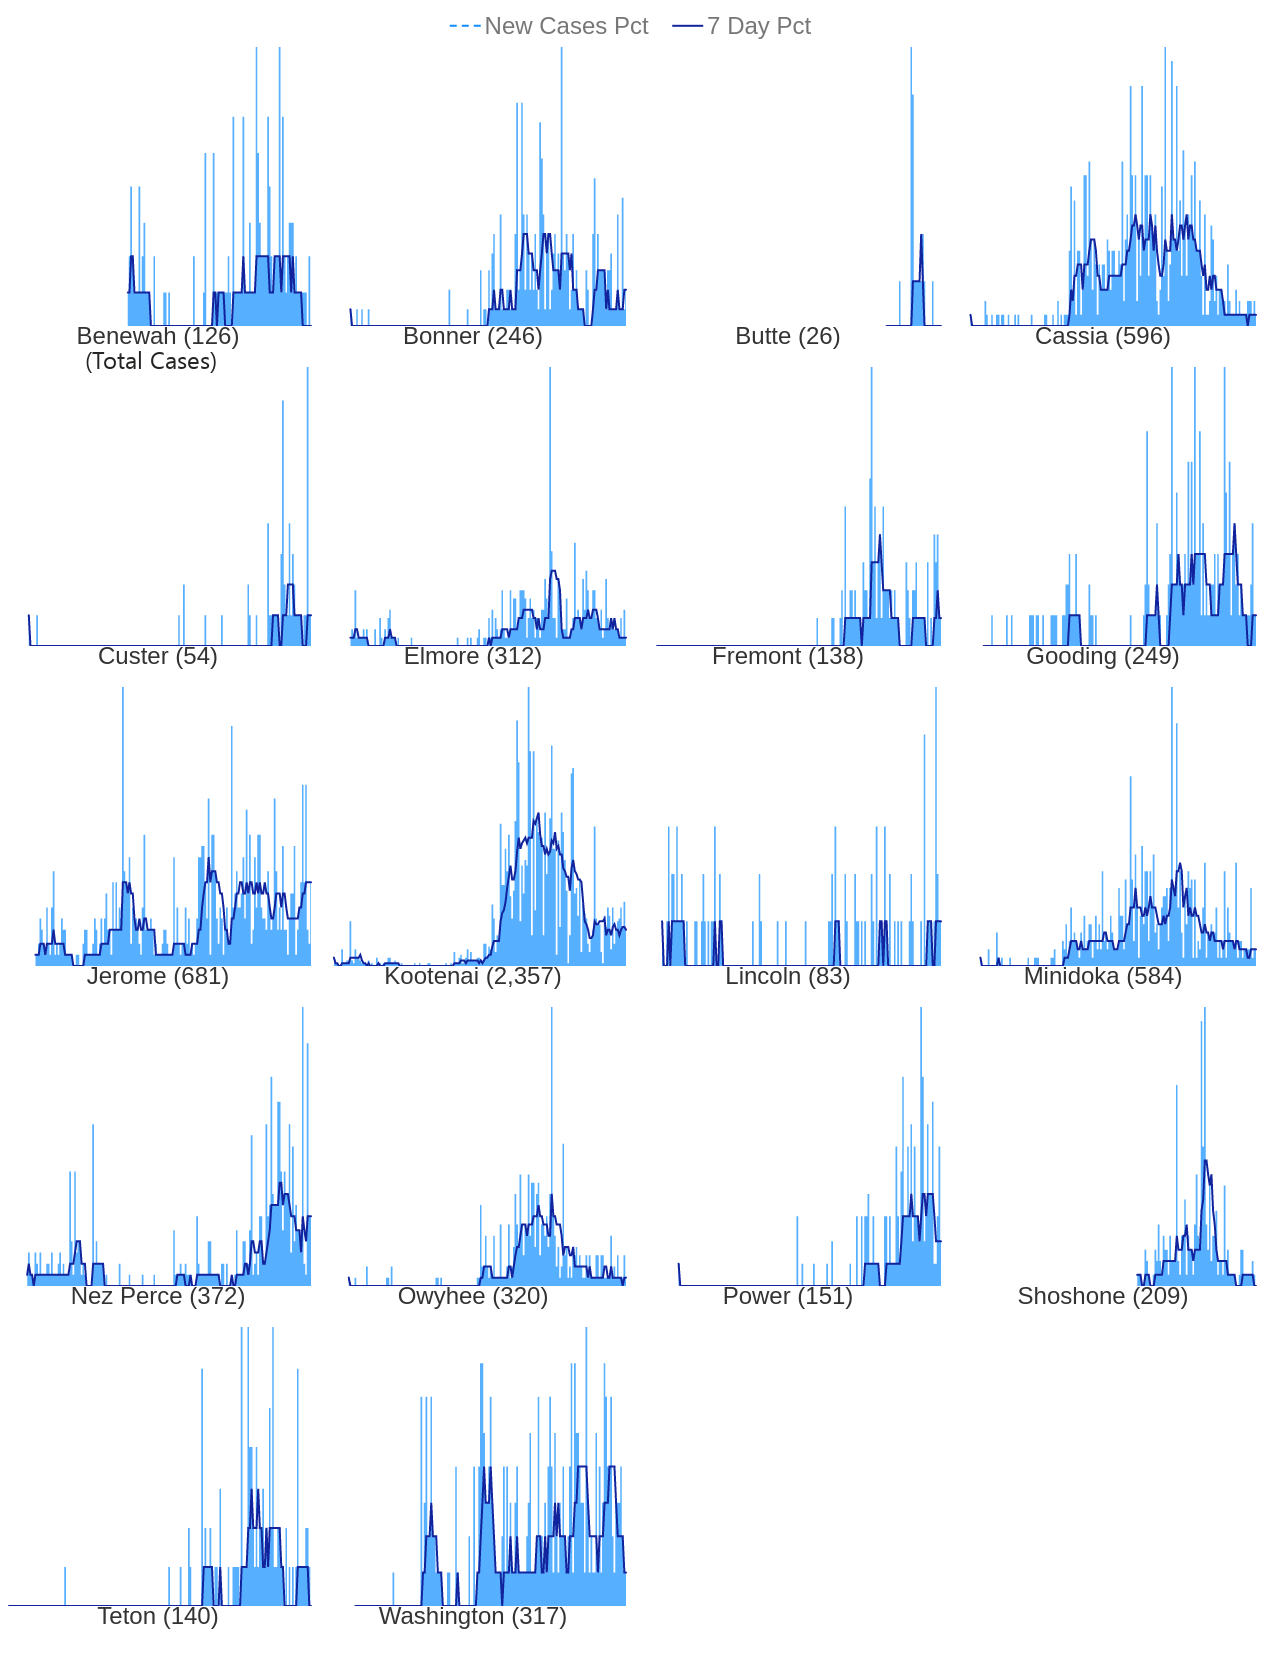 New Cases Pct 7 Day Pct
Benewah (126) Bonner (246) Butte (26) Cassia (596)
(Total Cases)
Custer (54) Elmore (312) Fremont (138) Gooding (249)
Jerome (681) Kootenai (2,357) Lincoln (83) Minidoka (584)
Nez Perce (372) Owyhee (320) Power (151) Shoshone (209)
Teton (140) Washington (317)